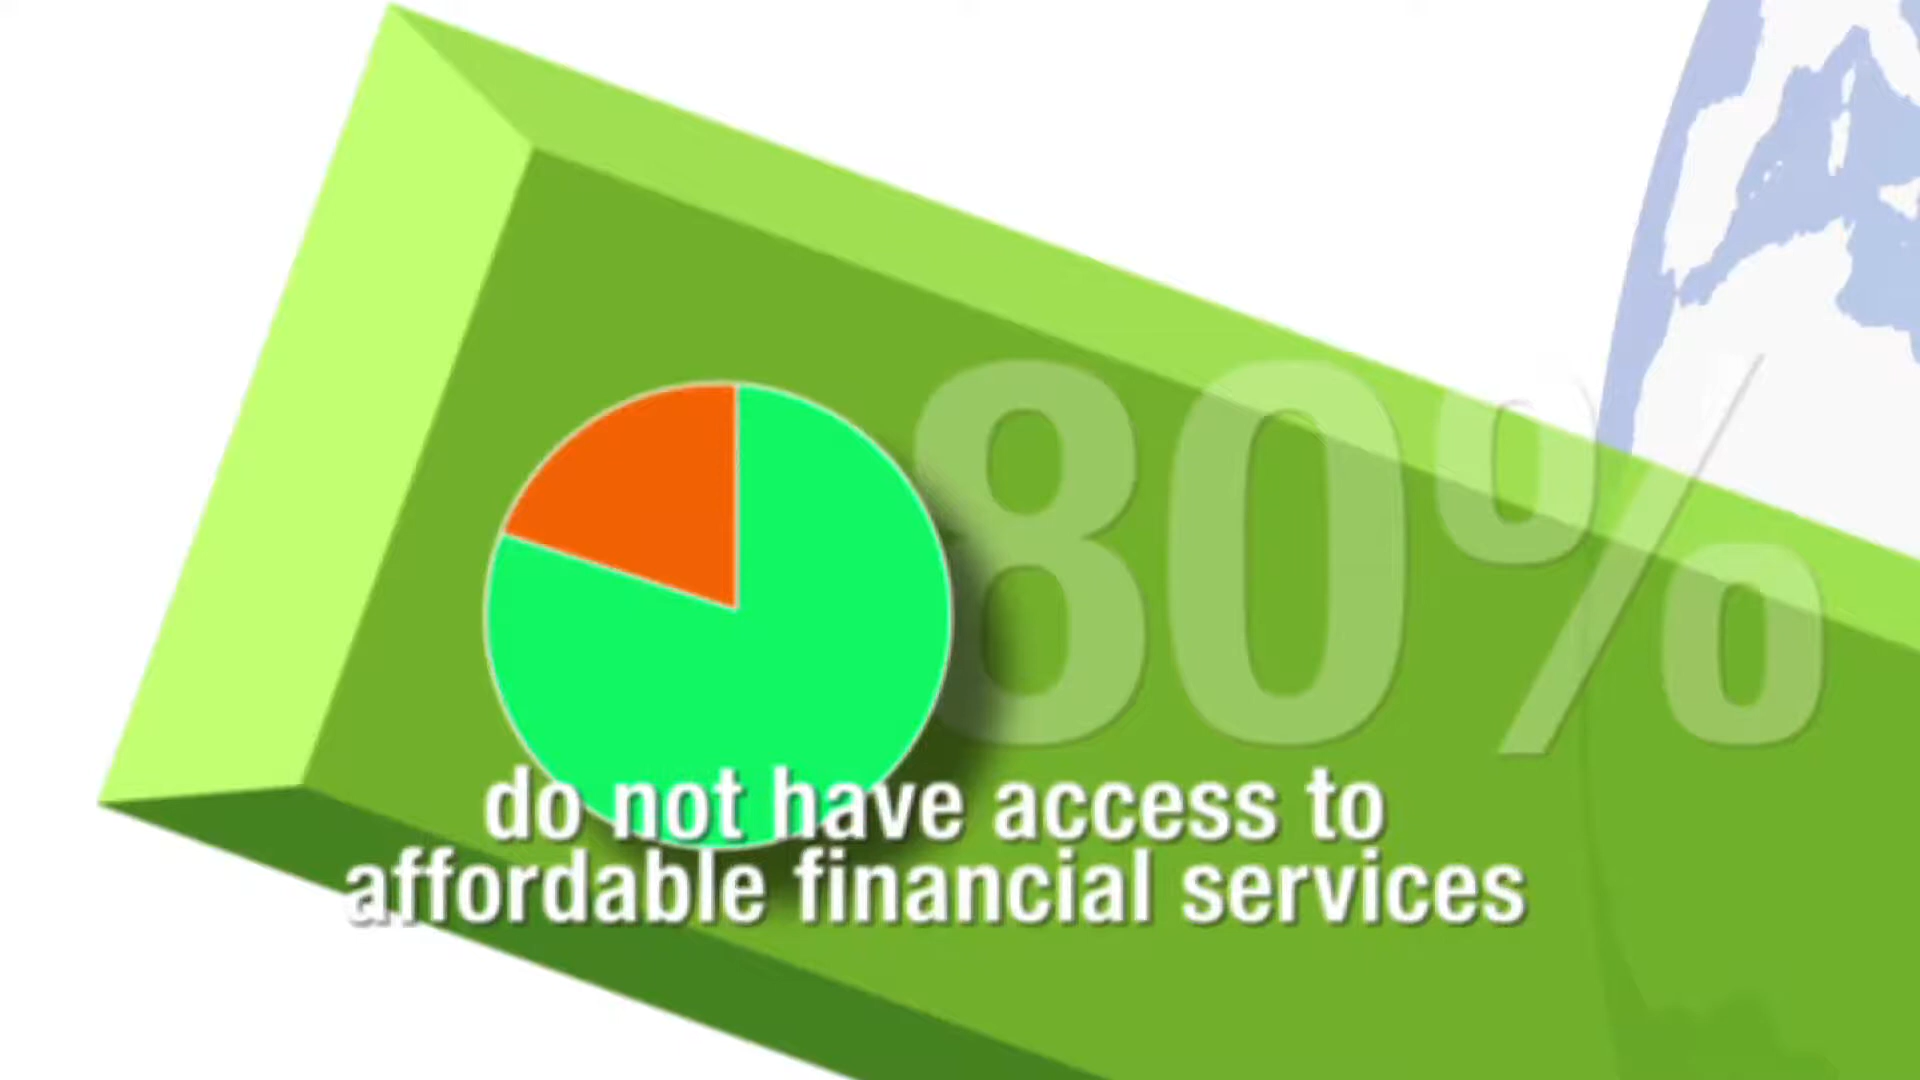 80%
do not have access to
affordable financial services